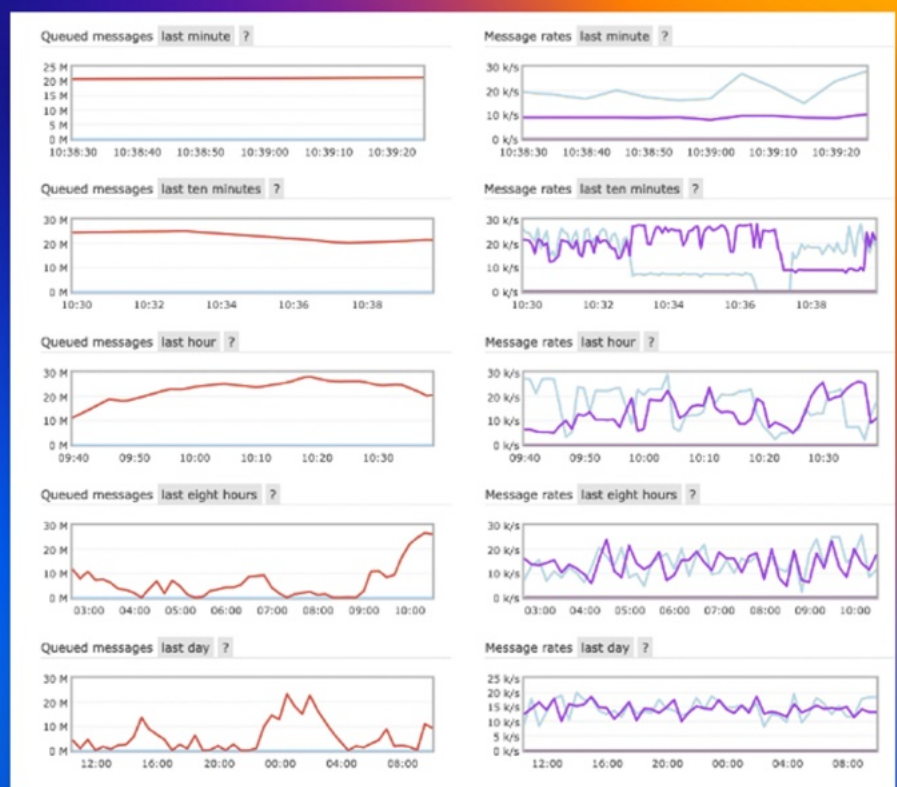 Queued messages last minute ?
25 M
20 M
15 M
10 M
5 M
0 M
10:38:30 10:38:40 10:38:50 10:39:00 10:39:10 10:39:20
Message rates last minute ?
30 k/s
20 k/s
10 k/s
0 k/s
10:38:30 10:38:40 10:38:50 10:39:00 10:39:10 10:39:20
Queued messages last ten minutes ?
30 M
20 M
10 M
0 M
10:30 10:32 10:34 10:36 10:38
Message rates last ten minutes ?
30 k/s
20 k/s
10 k/s
0 k/s
10:30 10:32 10:34 10:36 10:38
Queued messages last hour ?
30 M
20 M
10 M
0 M
09:40 09:50 10:00 10:10 10:20 10:30
Message rates last hour ?
30 k/s
20 k/s
10 k/s
0 k/s
09:40 09:50 10:00 10:10 10:20 10:30
Queued messages last eight hours ?
30 M
20 M
10 M
0 M
03:00 04:00 05:00 06:00 07:00 08:00 09:00 10:00
Message rates last eight hours ?
30 k/s
20 k/s
10 k/s
0 k/s
03:00 04:00 05:00 06:00 07:00 08:00 09:00 10:00
Queued messages last day ?
30 M
20 M
10 M
0 M
12:00 16:00 20:00 00:00 04:00 08:00
Message rates last day ?
25 k/s
20 k/s
15 k/s
10 k/s
5 k/s
0 k/s
12:00 16:00 20:00 00:00 04:00 08:00